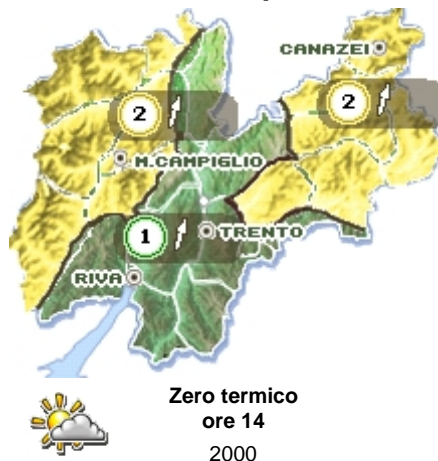 CANAZEI
2
2
M.CAMPIGLIO
1
TRENTO
RIVA
Zero termico
ore 14
2000